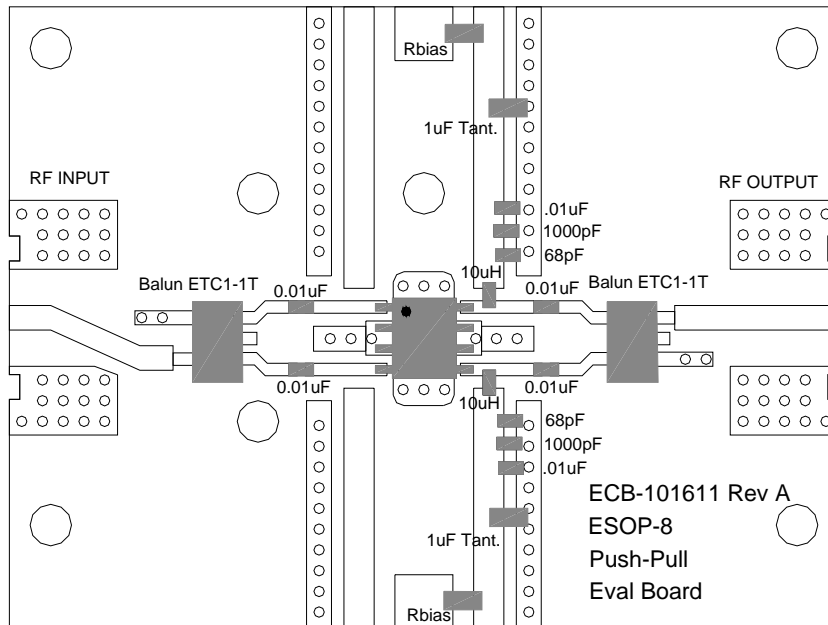 Rbias
1uF Tant.
RF INPUT
RF OUTPUT
.01uF
1000pF
68pF
10uH
Balun ETC1-1T
0.01uF
0.01uF
Balun ETC1-1T
0.01uF
0.01uF
10uH
68pF
1000pF
.01uF
1uF Tant.
Rbias
ECB-101611 Rev A
ESOP-8
Push-Pull
Eval Board